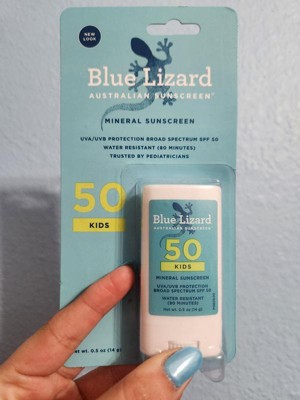 NEW
LOOK
Blue Lizard
AUSTRALIAN SUNSCREEN
MINERAL SUNSCREEN
UVA/UVB PROTECTION BROAD SPECTRUM SPF 50
WATER RESISTANT (80 MINUTES)
TRUSTED BY PEDIATRICIANS
50
KIDS
Blue Lizard
AUSTRALIAN SUNSCREEN
50
KIDS
MINERAL SUNSCREEN
UVA/UVB PROTECTION
BROAD SPECTRUM SPF 50
WATER RESISTANT
(80 MINUTES)
Net wt. 0.5 oz (14 g)
Net wt. 0.5 oz (14 g)